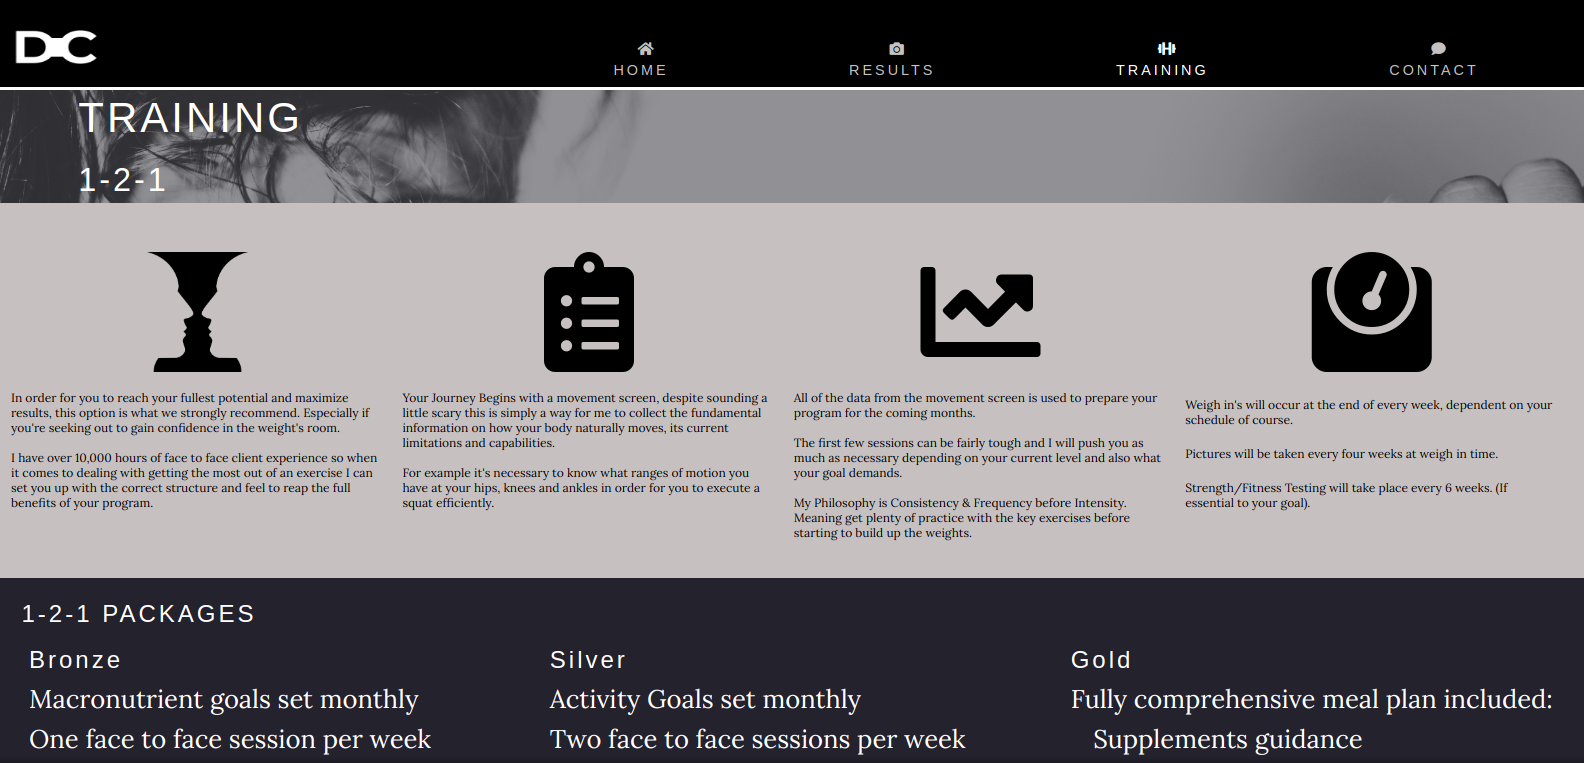 DC
HOME
RESULTS
TRAINING
CONTACT
TRAINING
1-2-1
In order for you to reach your fullest potential and maximize
results, this option is what we strongly recommend. Especially if
you're seeking out to gain confidence in the weight's room.
I have over 10,000 hours of face to face client experience so when
it comes to dealing with getting the most out of an exercise I can
set you up with the correct structure and feel to reap the full
benefits of your program.
Your Journey Begins with a movement screen, despite sounding a
little scary this is simply a way for me to collect the fundamental
information on how your body naturally moves, its current
limitations and capabilities.
For example it's necessary to know what ranges of motion you
have at your hips, knees and ankles in order for you to execute a
squat efficiently.
All of the data from the movement screen is used to prepare your
program for the coming months.
The first few sessions can be fairly tough and I will push you as
much as necessary depending on your current level and also what
your goal demands.
My Philosophy is Consistency & Frequency before Intensity.
Meaning get plenty of practice with the key exercises before
starting to build up the weights.
Weigh in's will occur at the end of every week, dependent on your
schedule of course.
Pictures will be taken every four weeks at weigh in time.
Strength/Fitness Testing will take place every 6 weeks. (If
essential to your goal).
1-2-1 PACKAGES
Bronze
Macronutrient goals set monthly
One face to face session per week
Silver
Activity Goals set monthly
Two face to face sessions per week
Gold
Fully comprehensive meal plan included:
Supplements guidance